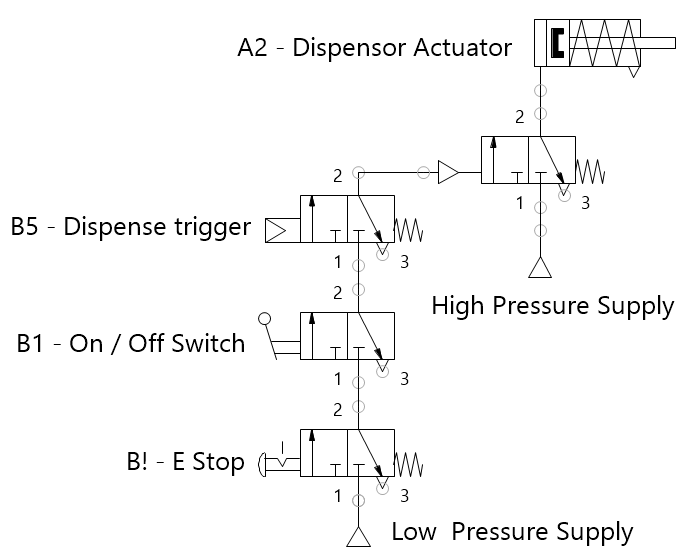 A2 - Dispensor Actuator
2
1
3
2
B5 - Dispense trigger
1
3
High Pressure Supply
2
B1 - On / Off Switch
1
3
2
B! - E Stop
1
3
Low  Pressure Supply